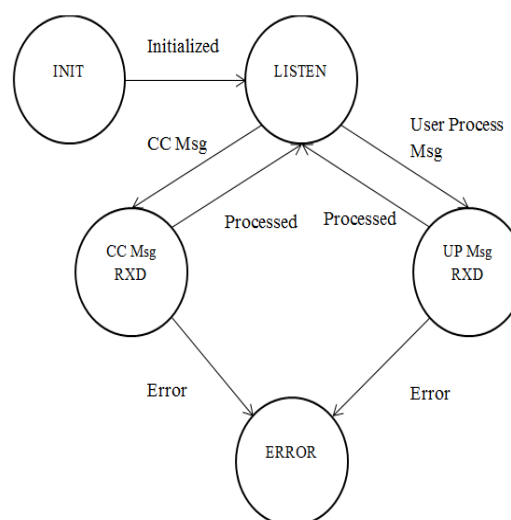 Initialized
INIT
LISTEN
User Process
Msg
CC Msg
Processed
Processed
CC Msg
RXD
UP Msg
RXD
Error
Error
ERROR